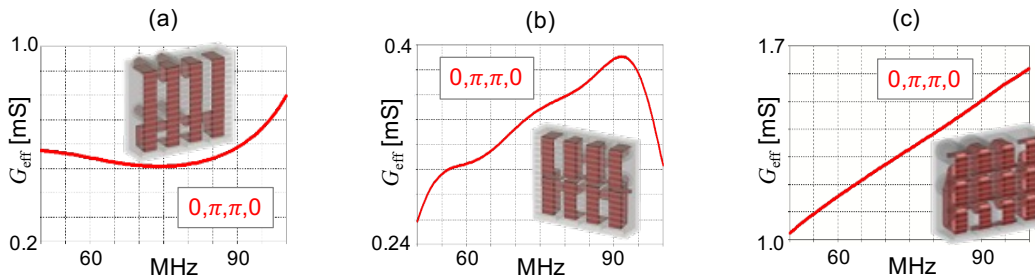 (a)
1.0
G_eff [mS]
0,π,π,0
0.2
60
MHz
90
(b)
0.4
G_eff [mS]
0,π,π,0
0.24
60
MHz
90
(c)
1.7
G_eff [mS]
0,π,π,0
1.0
60
MHz
90